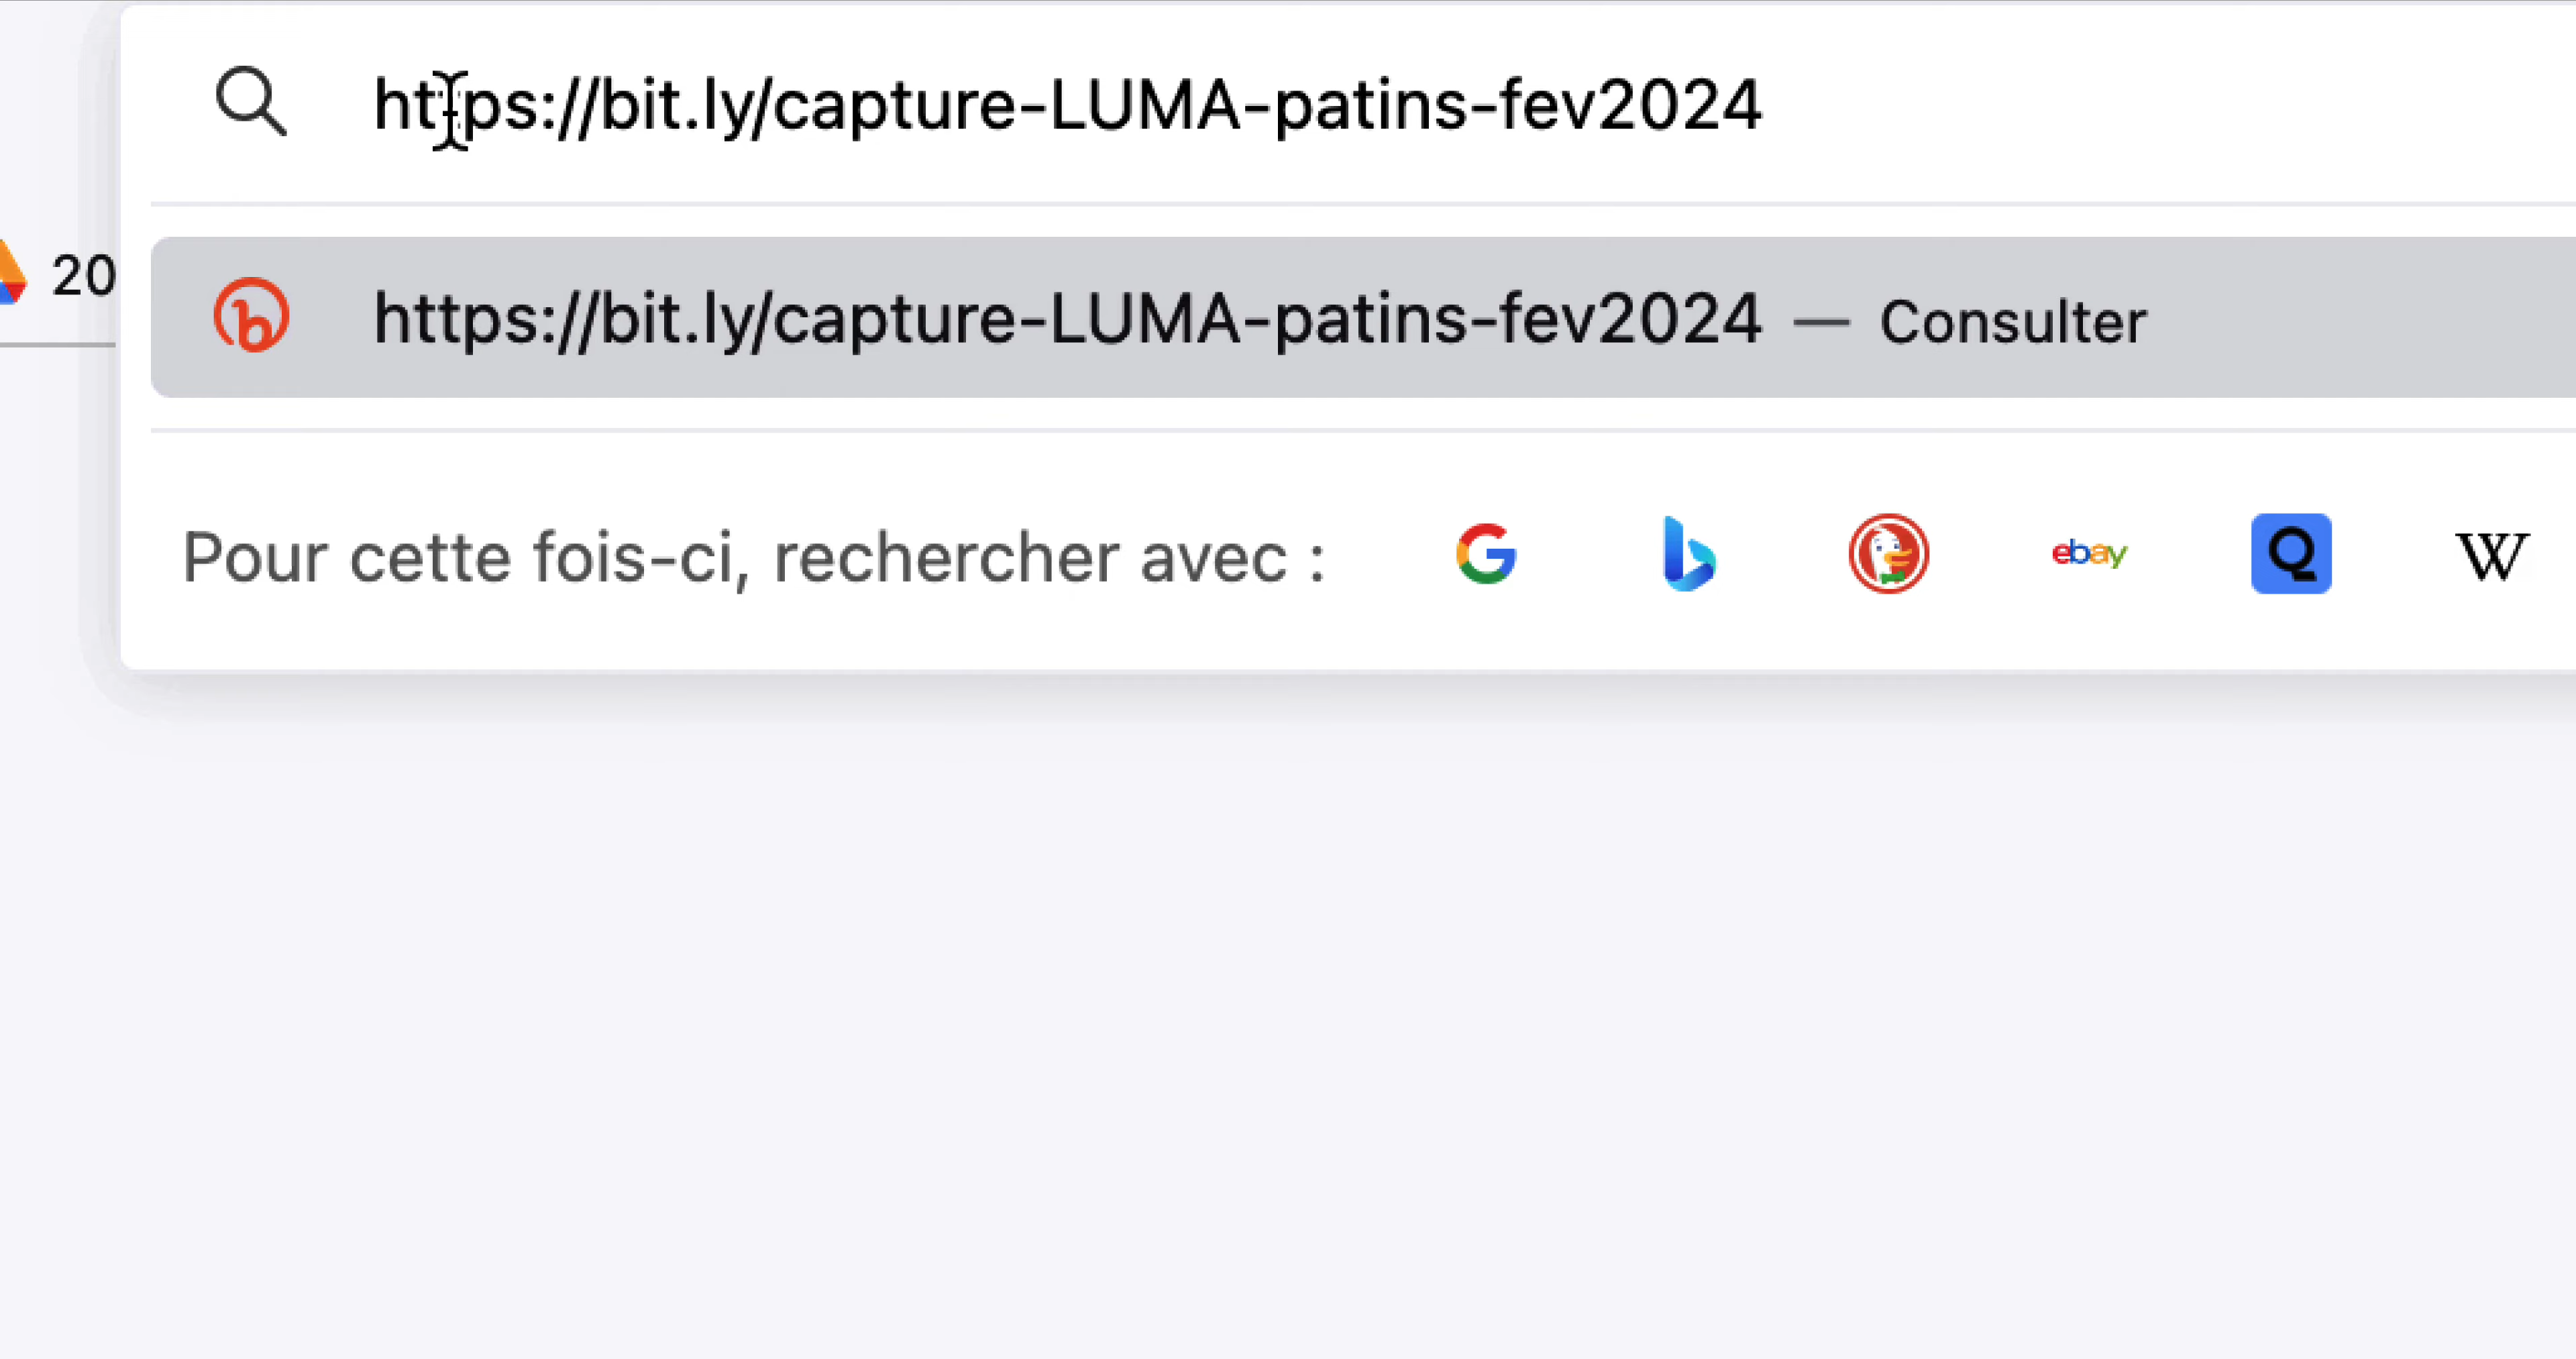 https://bit.ly/capture-LUMA-patins-fev2024
20
https://bit.ly/capture-LUMA-patins-fev2024 — Consulter
Pour cette fois-ci, rechercher avec : ebay